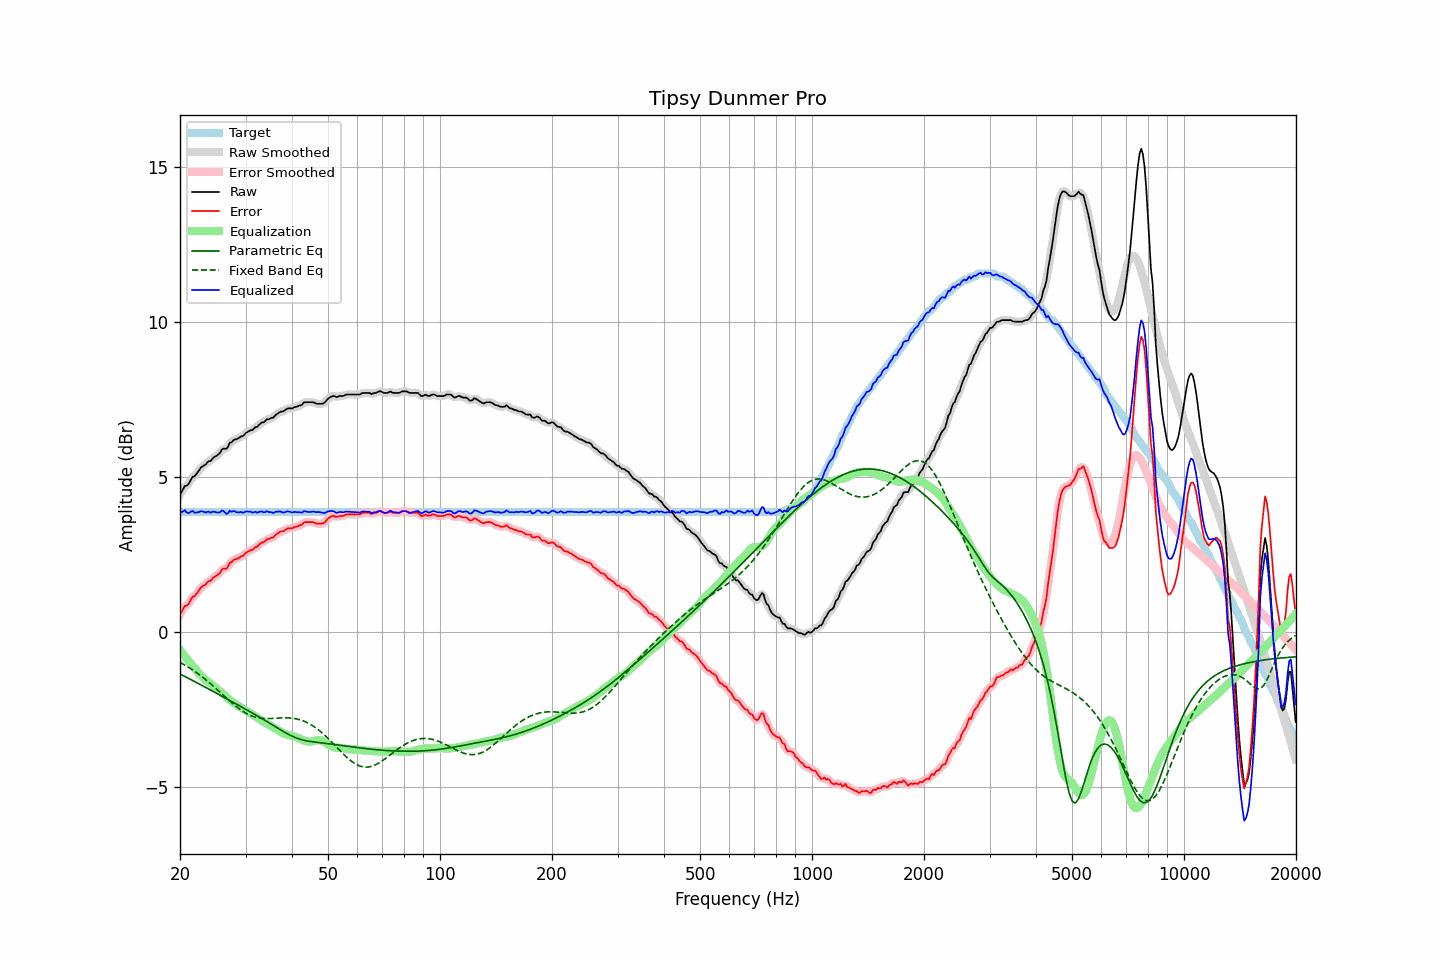 Tipsy Dunmer Pro
Target
Raw Smoothed
Error Smoothed
Raw
Error
Equalization
Parametric Eq
Fixed Band Eq
Equalized
15
10
5
0
−5
Amplitude (dBr)
20 50 100 200 500 1000 2000 5000 10000 20000
Frequency (Hz)